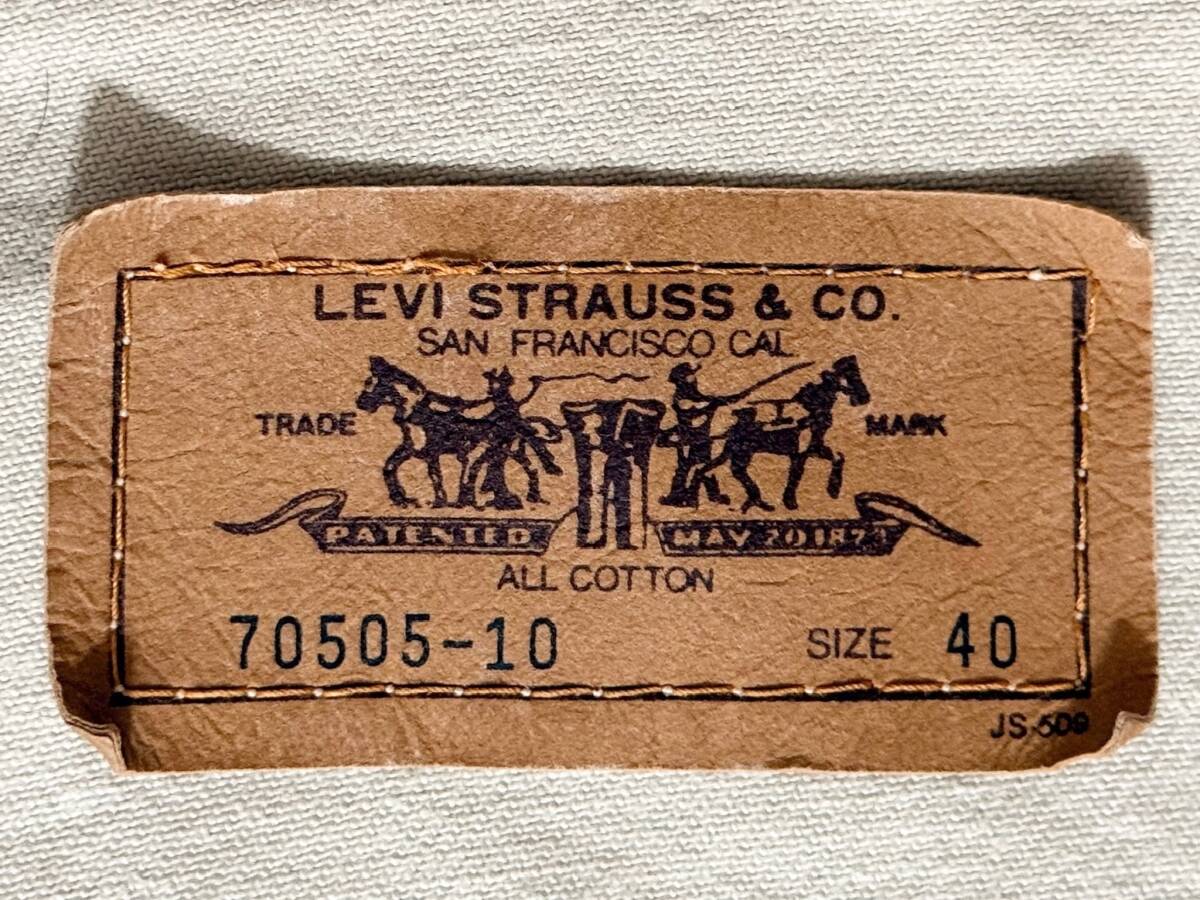 LEVI STRAUSS & CO.
SAN FRANCISCO CAL
TRADE MARK
PATENTED MAY 20 1873
ALL COTTON
70505-10 SIZE 40
JS-509